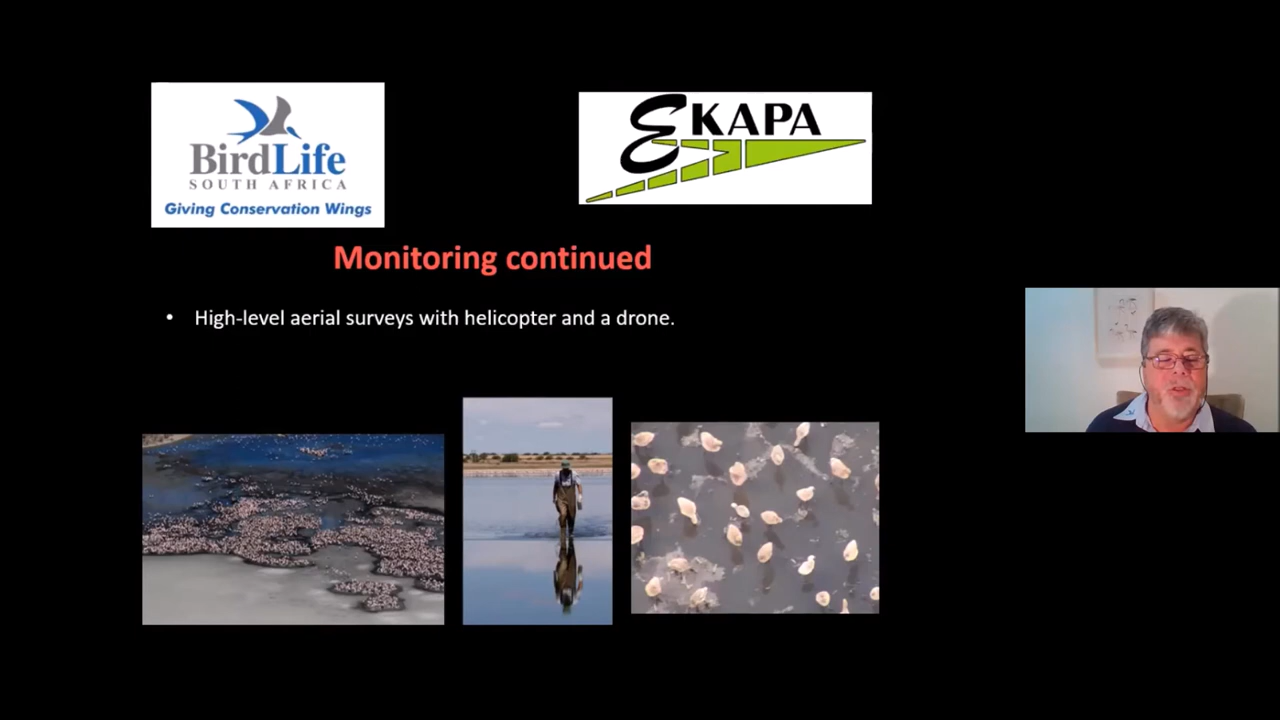 BirdLife
SOUTH AFRICA
Giving Conservation Wings
EKAPA
Monitoring continued
• High-level aerial surveys with helicopter and a drone.